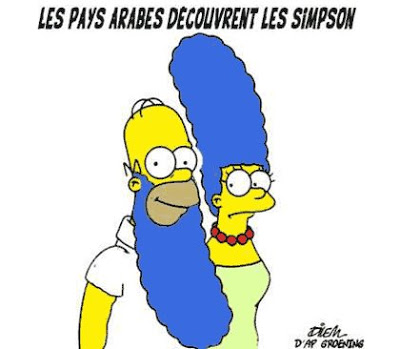 LES PAYS ARABES DÉCOUVRENT LES SIMPSON
DiLEM
D'AP GROENING